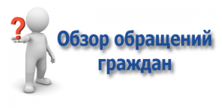 Обзор обращений
граждан